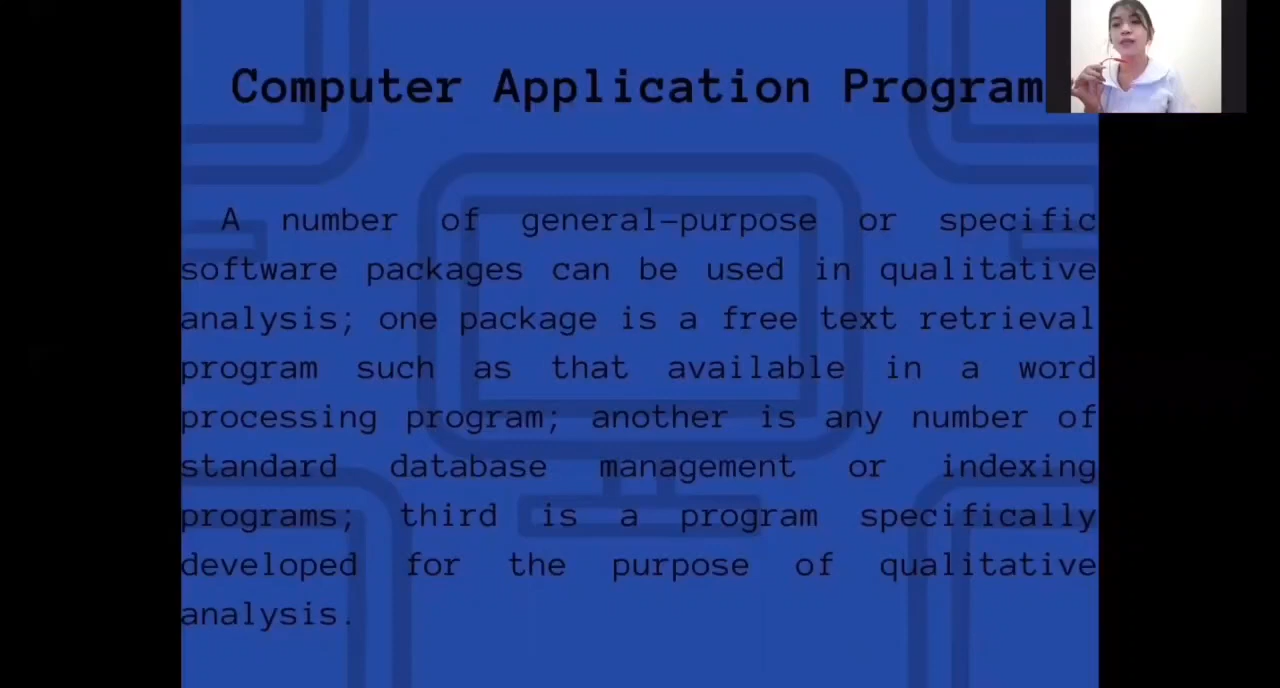 Computer Application Program
A number of general-purpose or specific
software packages can be used in qualitative
analysis; one package is a free text retrieval
program such as that available in a word
processing program; another is any number of
standard database management or indexing
programs; third is a program specifically
developed for the purpose of qualitative
analysis.